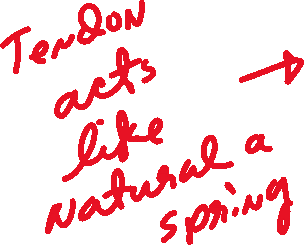 Tendon
acts
like
Natural a
spring